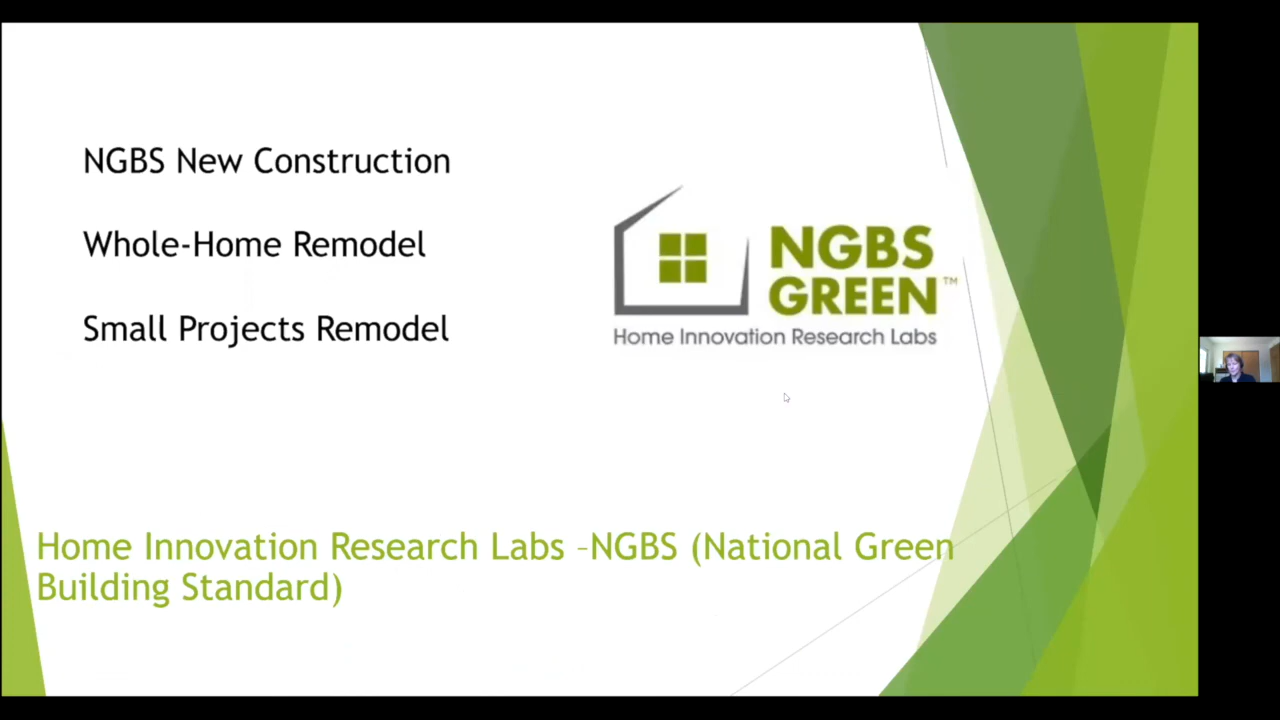 NGBS New Construction
Whole-Home Remodel
Small Projects Remodel
NGBS
GREEN™
Home Innovation Research Labs
Home Innovation Research Labs –NGBS (National Green
Building Standard)